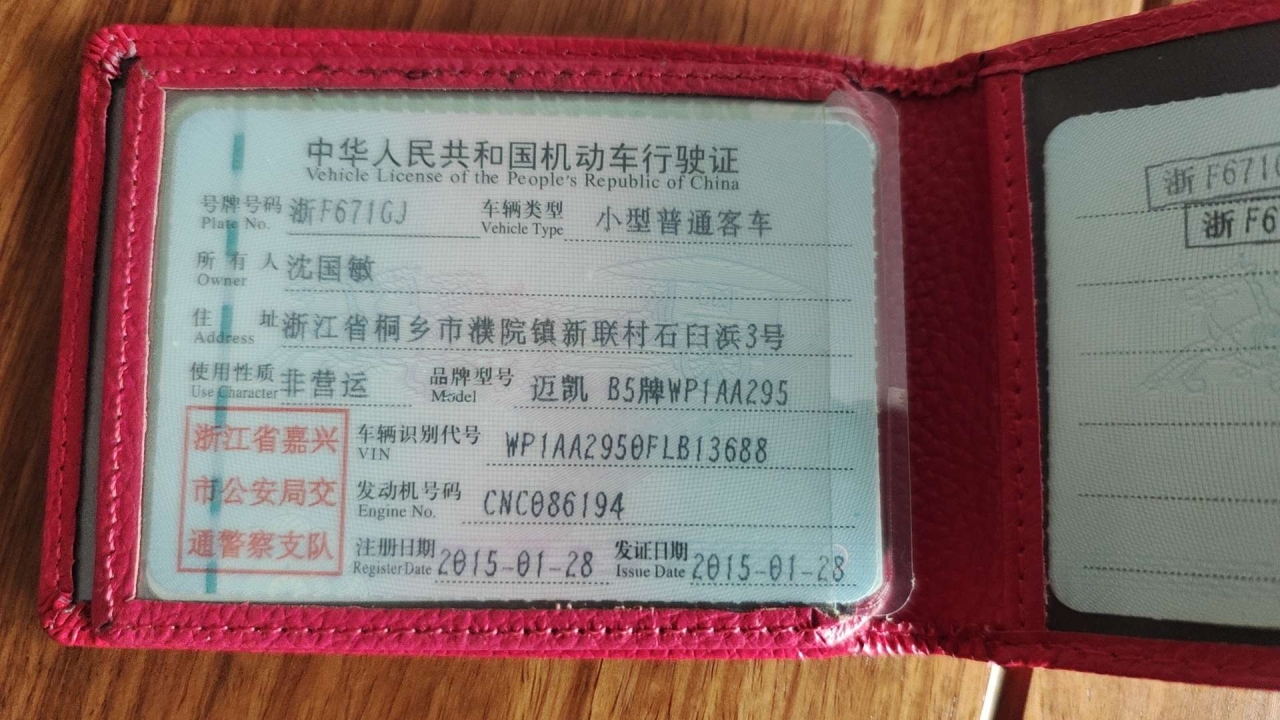 中华人民共和国机动车行驶证
Vehicle License of the People's Republic of China
号牌号码 浙F671GJ 车辆类型 小型普通客车
Plate No. Vehicle Type
所有人 沈国敏
Owner
住址 浙江省桐乡市濮院镇新联村石臼浜3号
Address
使用性质 非营运 品牌型号 迈凯 B5牌WP1AA295
Use Character Model
浙江省嘉兴
市公安局交
通警察支队
车辆识别代号 WP1AA2950FLB13688
VIN
发动机号码 CNC086194
Engine No.
注册日期 2015-01-28 发证日期 2015-01-28
Register Date Issue Date
浙F671G
浙F6